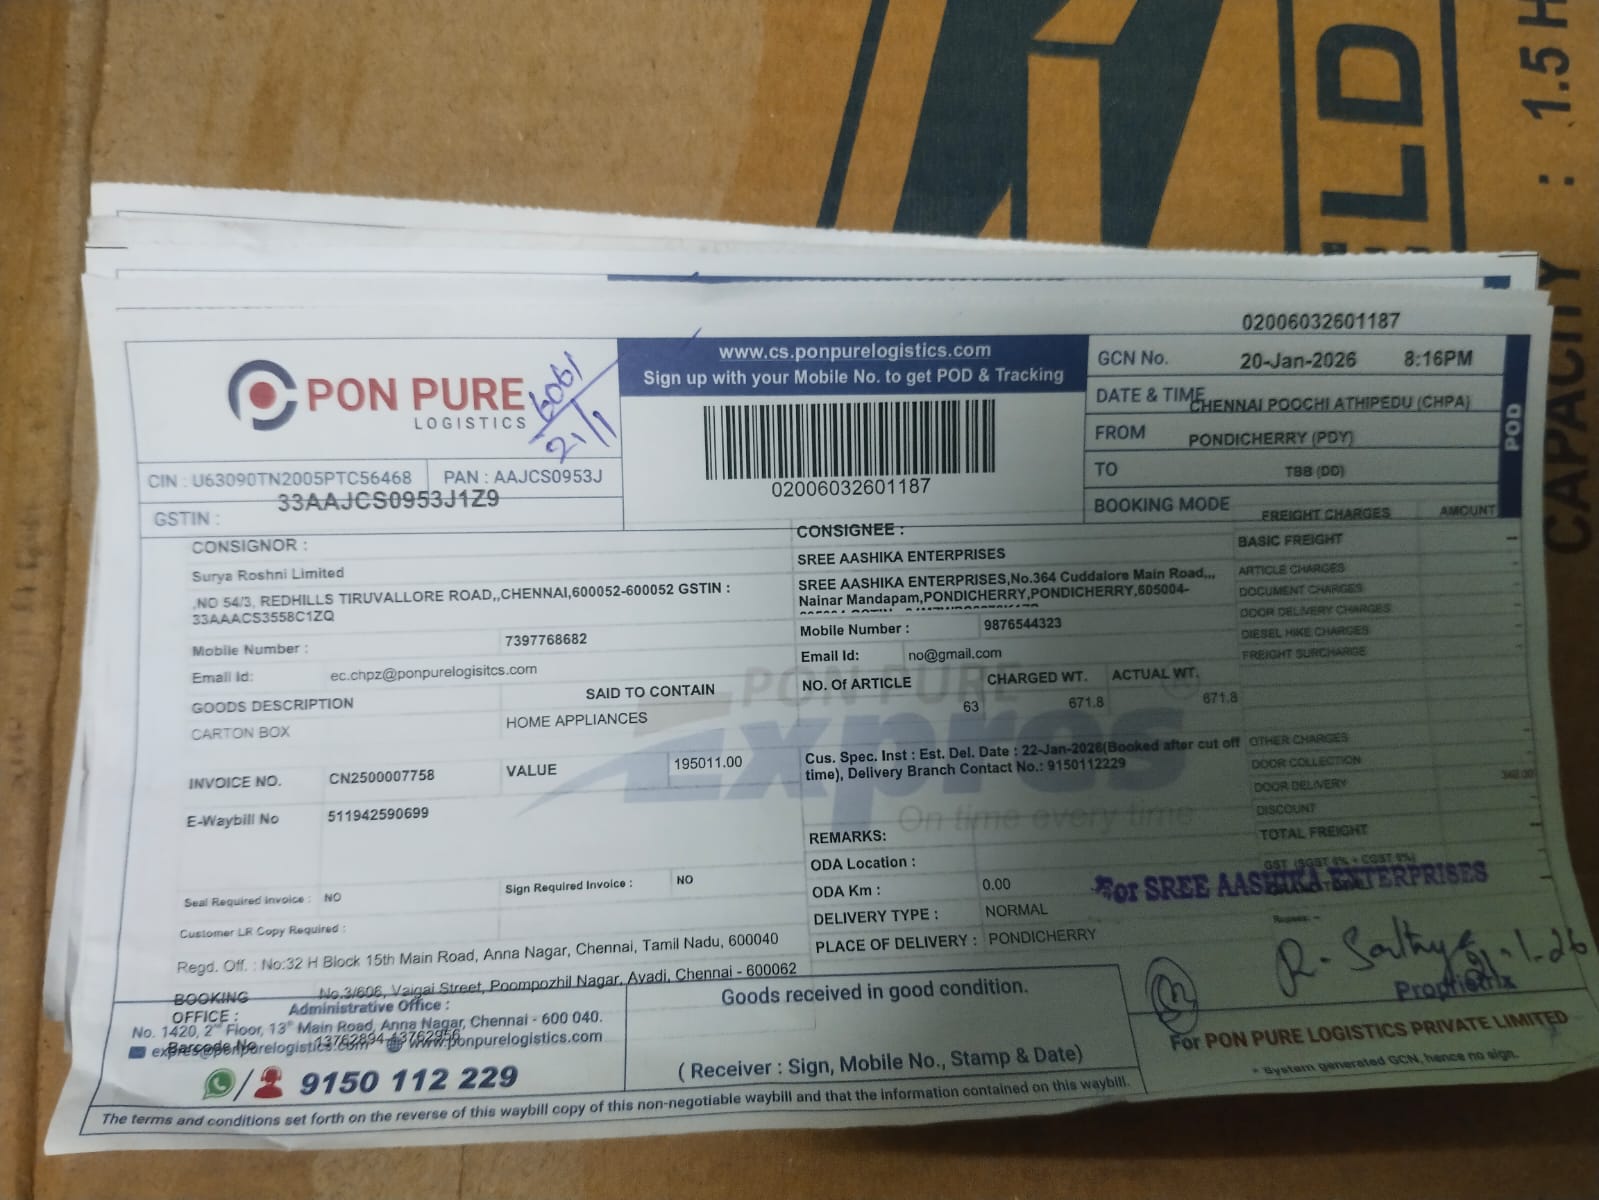 LD
CAPACITY : 1.5 H
02006032601187
PON PURE
LOGISTICS
6061
21/1
www.cs.ponpurelogistics.com
Sign up with your Mobile No. to get POD & Tracking
02006032601187
GCN No.
20-Jan-2026 8:16PM
DATE & TIME
CHENNAI POOCHI ATHIPEDU (CHPA)
FROM
PONDICHERRY (PDY)
TO
TBB (DD)
BOOKING MODE
POD
CIN : U63090TN2005PTC56468
PAN : AAJCS0953J
GSTIN :
33AAJCS0953J1Z9
CONSIGNOR :
Surya Roshni Limited
,NO 54/3, REDHILLS TIRUVALLORE ROAD,,CHENNAI,600052-600052 GSTIN :
33AAACS3558C1ZQ
Mobile Number : 7397768682
Email Id: ec.chpz@ponpurelogisitcs.com
GOODS DESCRIPTION SAID TO CONTAIN
CARTON BOX HOME APPLIANCES
INVOICE NO. CN2500007758 VALUE 195011.00
E-Waybill No 511942590699
Seal Required Invoice : NO Sign Required Invoice : NO
Customer LR Copy Required :
Regd. Off. : No:32 H Block 15th Main Road, Anna Nagar, Chennai, Tamil Nadu, 600040
BOOKING OFFICE :
No.3/606, Vaigai Street, Poompozhil Nagar, Avadi, Chennai - 600062
Administrative Office :
No. 1420, 2nd Floor, 13th Main Road, Anna Nagar, Chennai - 600 040.
Barcode No 13762894-13762956
expres@ponpurelogistics.com www.ponpurelogistics.com
9150 112 229
CONSIGNEE :
SREE AASHIKA ENTERPRISES
SREE AASHIKA ENTERPRISES,No.364 Cuddalore Main Road,,,
Nainar Mandapam,PONDICHERRY,PONDICHERRY,605004-
Mobile Number : 9876544323
Email Id: no@gmail.com
NO. Of ARTICLE CHARGED WT. ACTUAL WT.
63 671.8 671.8
PON PURE
Expres
On time every time
Cus. Spec. Inst : Est. Del. Date : 22-Jan-2026(Booked after cut off
time), Delivery Branch Contact No.: 9150112229
REMARKS:
ODA Location :
ODA Km : 0.00
DELIVERY TYPE : NORMAL
PLACE OF DELIVERY : PONDICHERRY
FREIGHT CHARGES AMOUNT
BASIC FREIGHT
ARTICLE CHARGES
DOCUMENT CHARGES
DOOR DELIVERY CHARGES
DIESEL HIKE CHARGES
FREIGHT SURCHARGE
OTHER CHARGES
DOOR COLLECTION
DOOR DELIVERY
DISCOUNT
TOTAL FREIGHT
GST (SGST 9% + CGST 9%)
For SREE AASHIKA ENTERPRISES
21-1-26
Proprietrix
Goods received in good condition.
( Receiver : Sign, Mobile No., Stamp & Date)
For PON PURE LOGISTICS PRIVATE LIMITED
* System generated GCN, hence no sign.
The terms and conditions set forth on the reverse of this waybill copy of this non-negotiable waybill and that the information contained on this waybill.